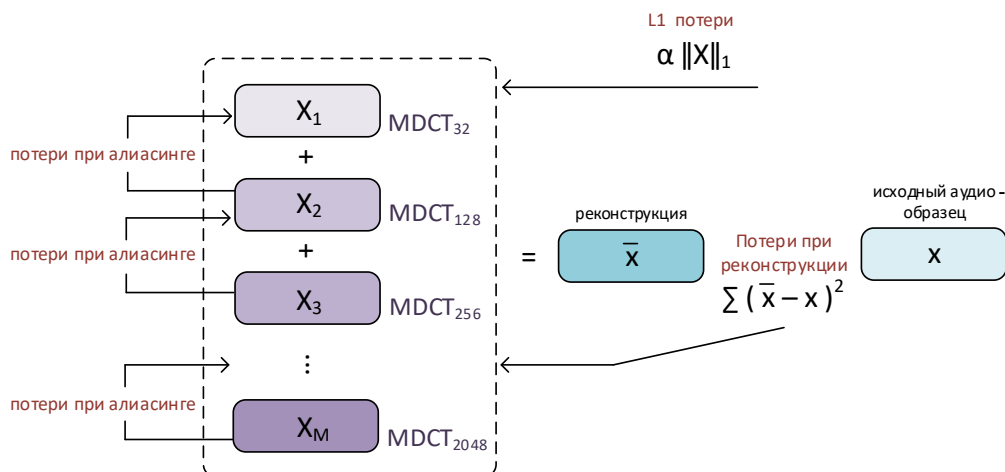 L1 потери
α ‖X‖₁
X₁
MDCT₃₂
потери при алиасинге
+
X₂
MDCT₁₂₈
потери при алиасинге
+
X₃
MDCT₂₅₆
⋮
потери при алиасинге
X_M
MDCT₂₀₄₈
=
реконструкция
x̅
Потери при
реконструкции
∑ ( x̅ – x )²
исходный аудио -
образец
x